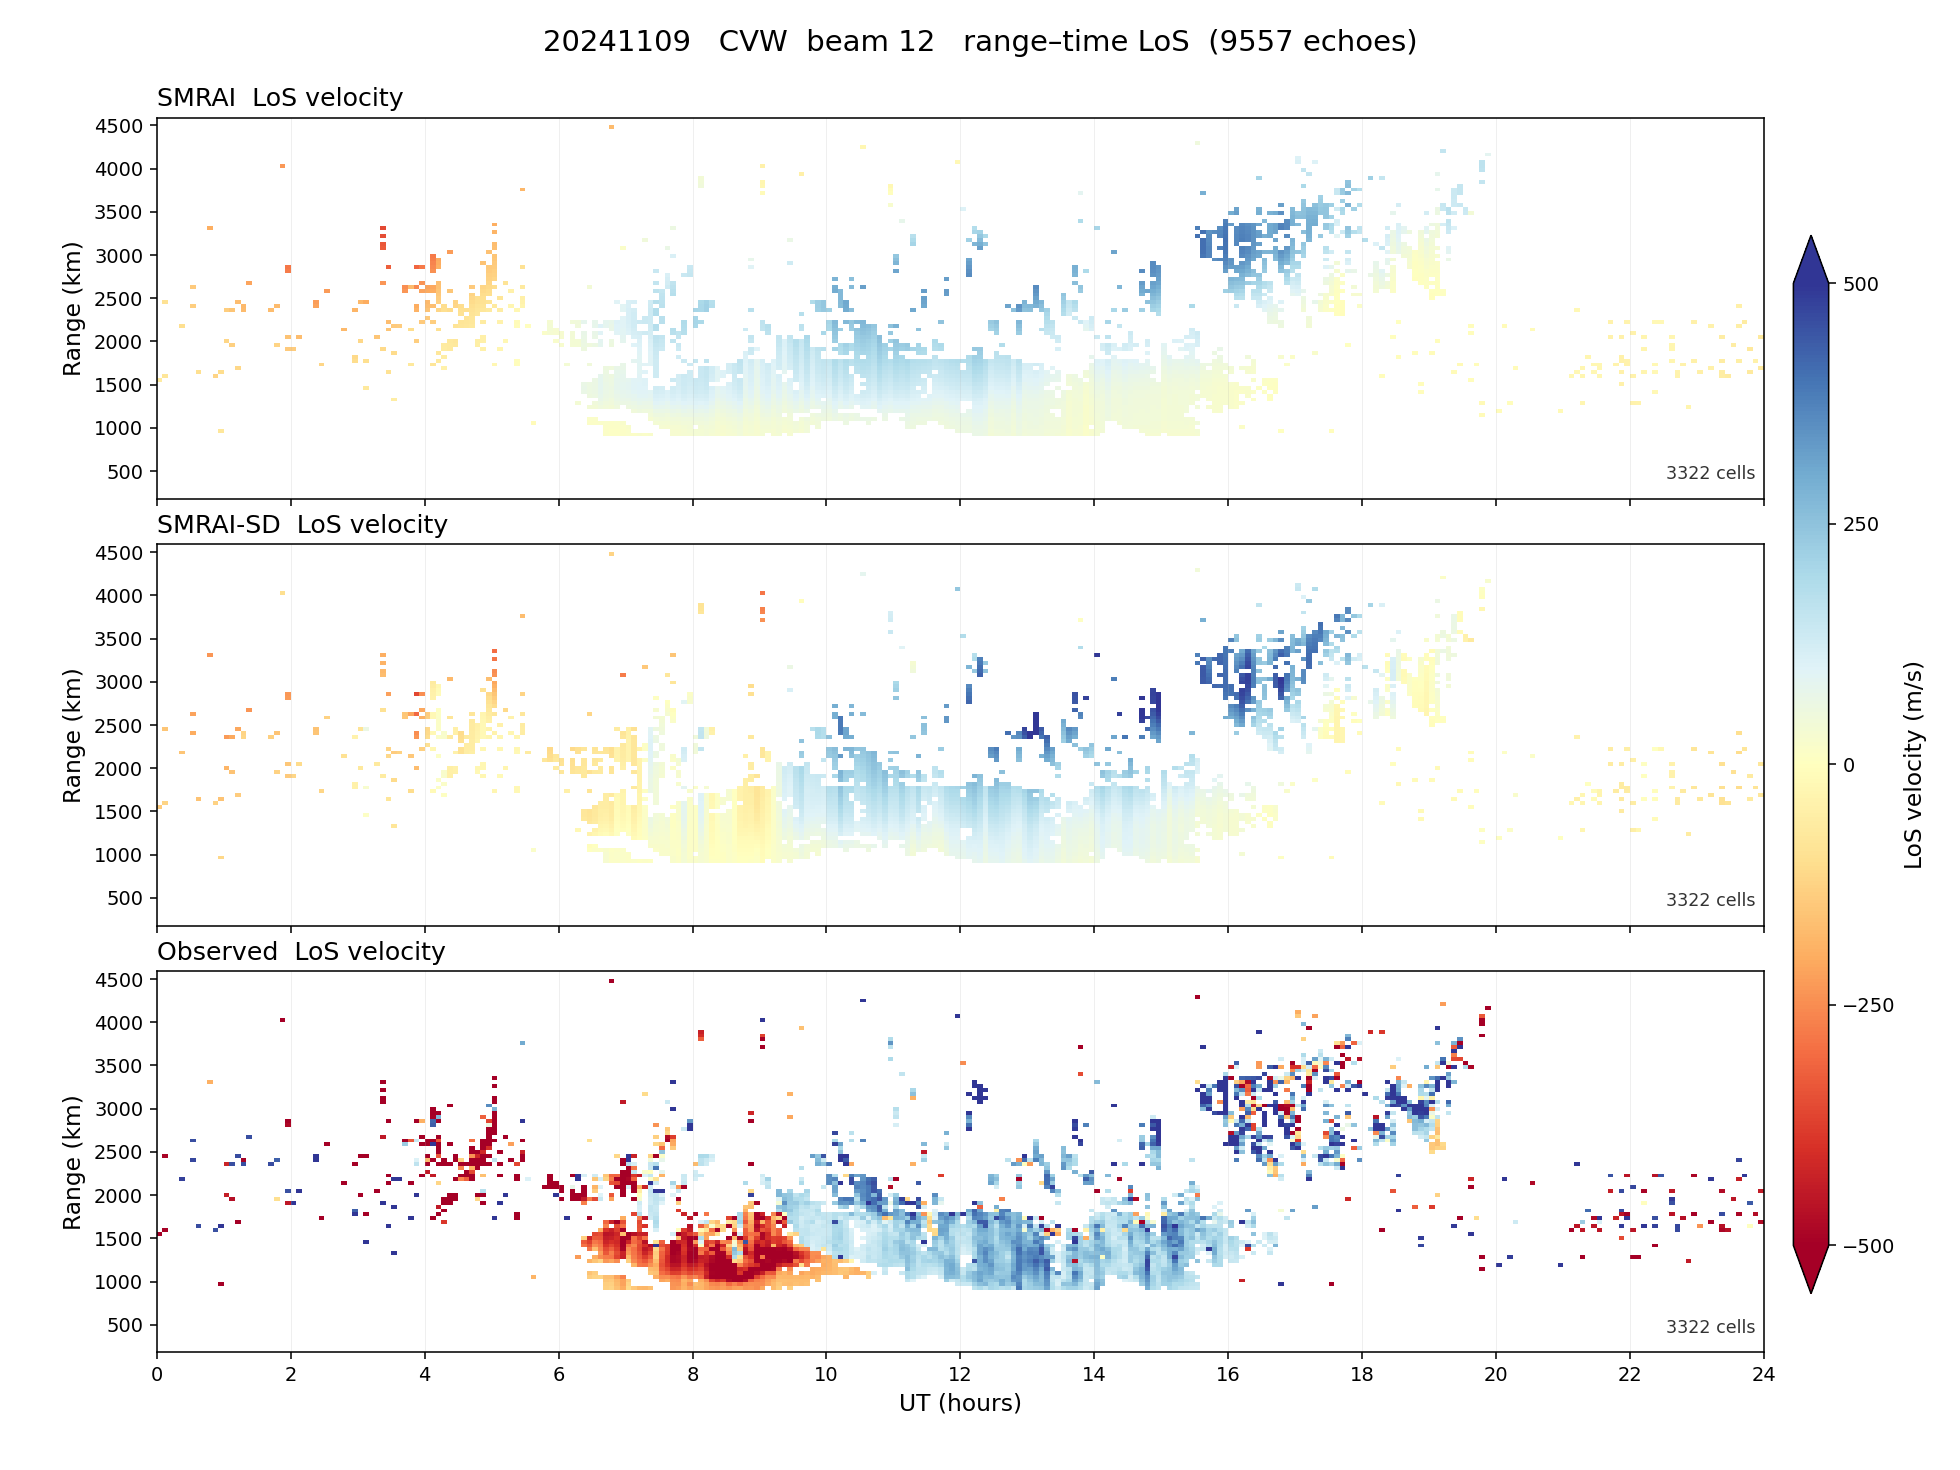 20241109   CVW  beam 12   range–time LoS  (9557 echoes)
SMRAI  LoS velocity
4500
4000
3500
3000
2500
2000
1500
1000
500
Range (km)
3322 cells
SMRAI-SD  LoS velocity
4500
4000
3500
3000
2500
2000
1500
1000
500
Range (km)
3322 cells
Observed  LoS velocity
4500
4000
3500
3000
2500
2000
1500
1000
500
Range (km)
3322 cells
0 2 4 6 8 10 12 14 16 18 20 22 24
UT (hours)
500
250
0
−250
−500
LoS velocity (m/s)